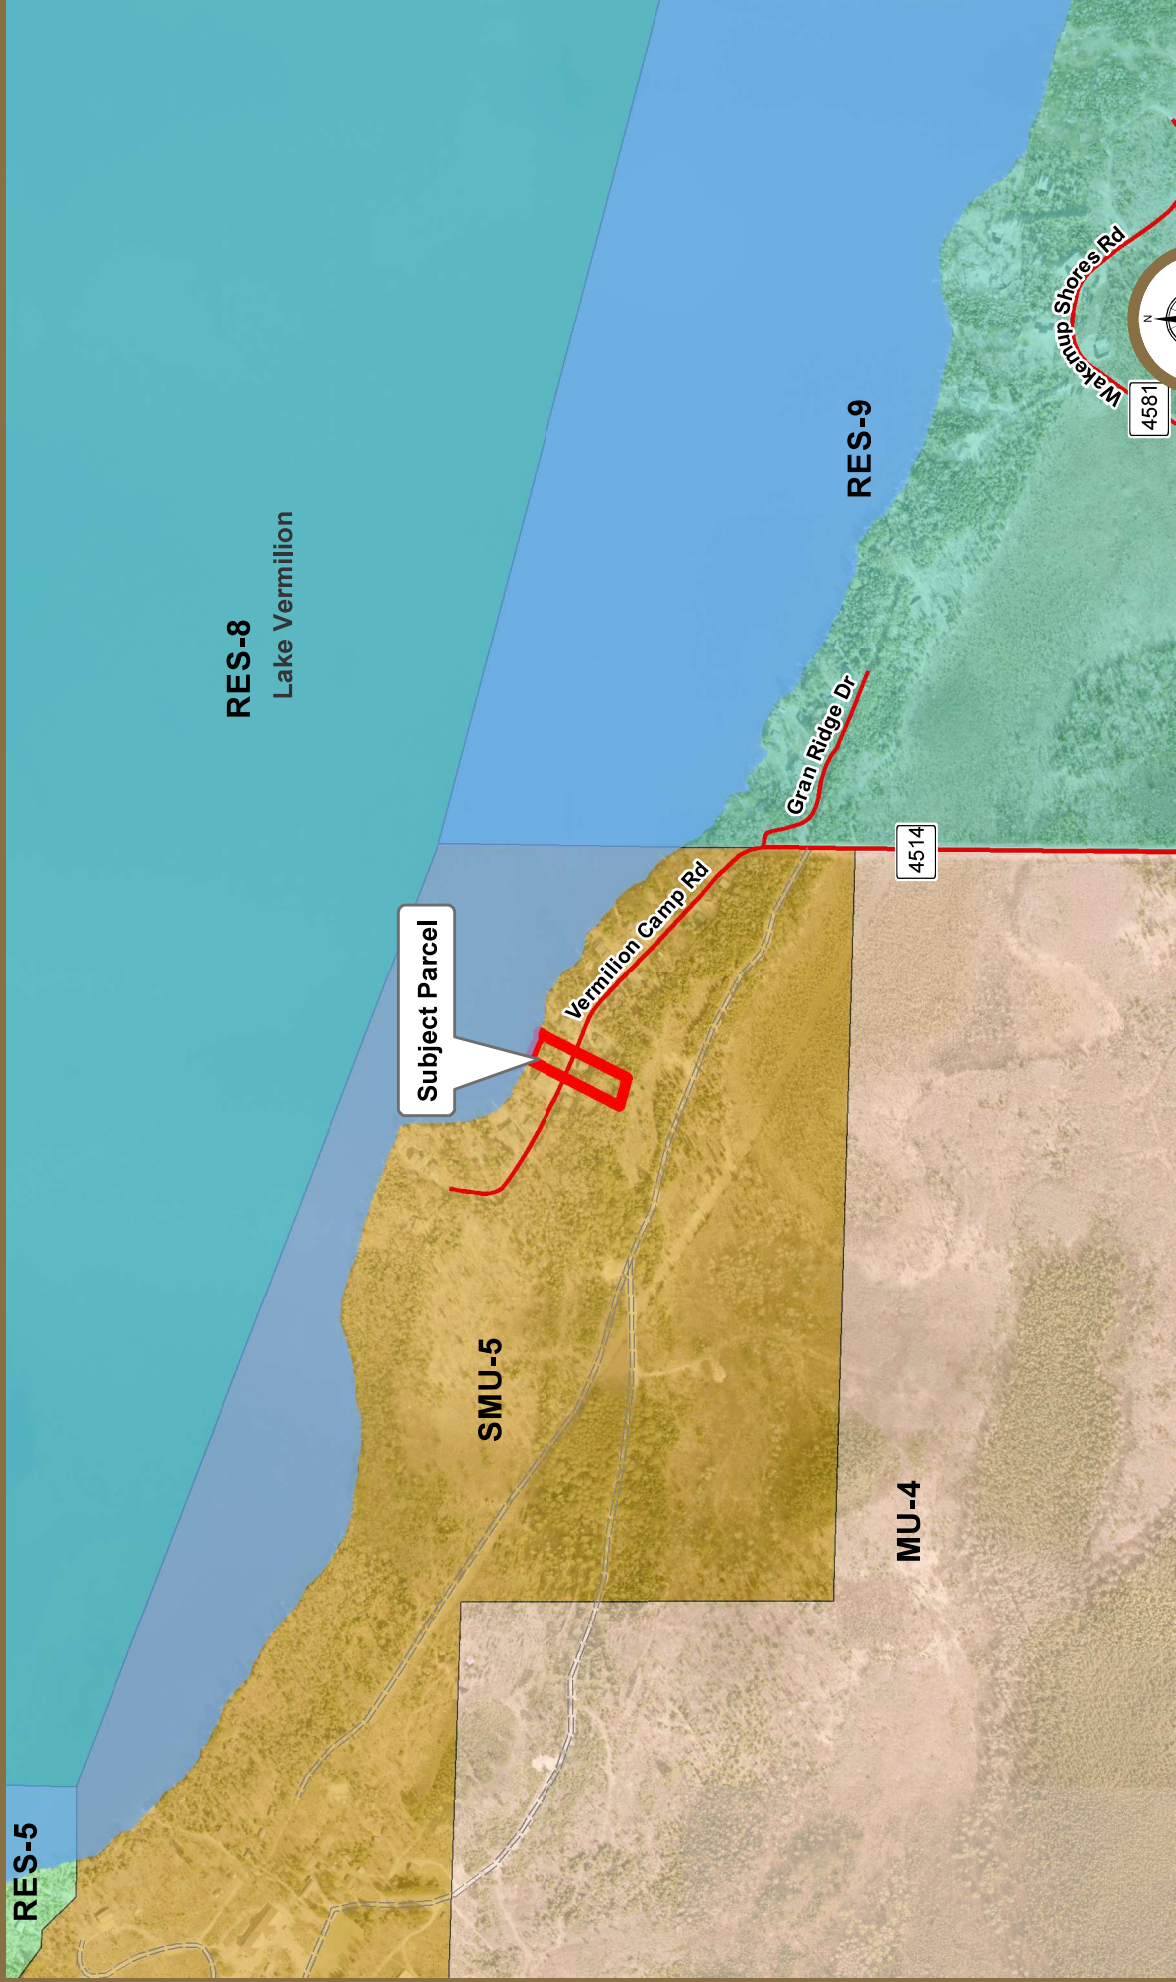 RES-5
RES-8
Lake Vermilion
Subject Parcel
SMU-5
MU-4
Vermilion Camp Rd
Gran Ridge Dr
4514
RES-9
Wakemup Shores Rd
4581
N